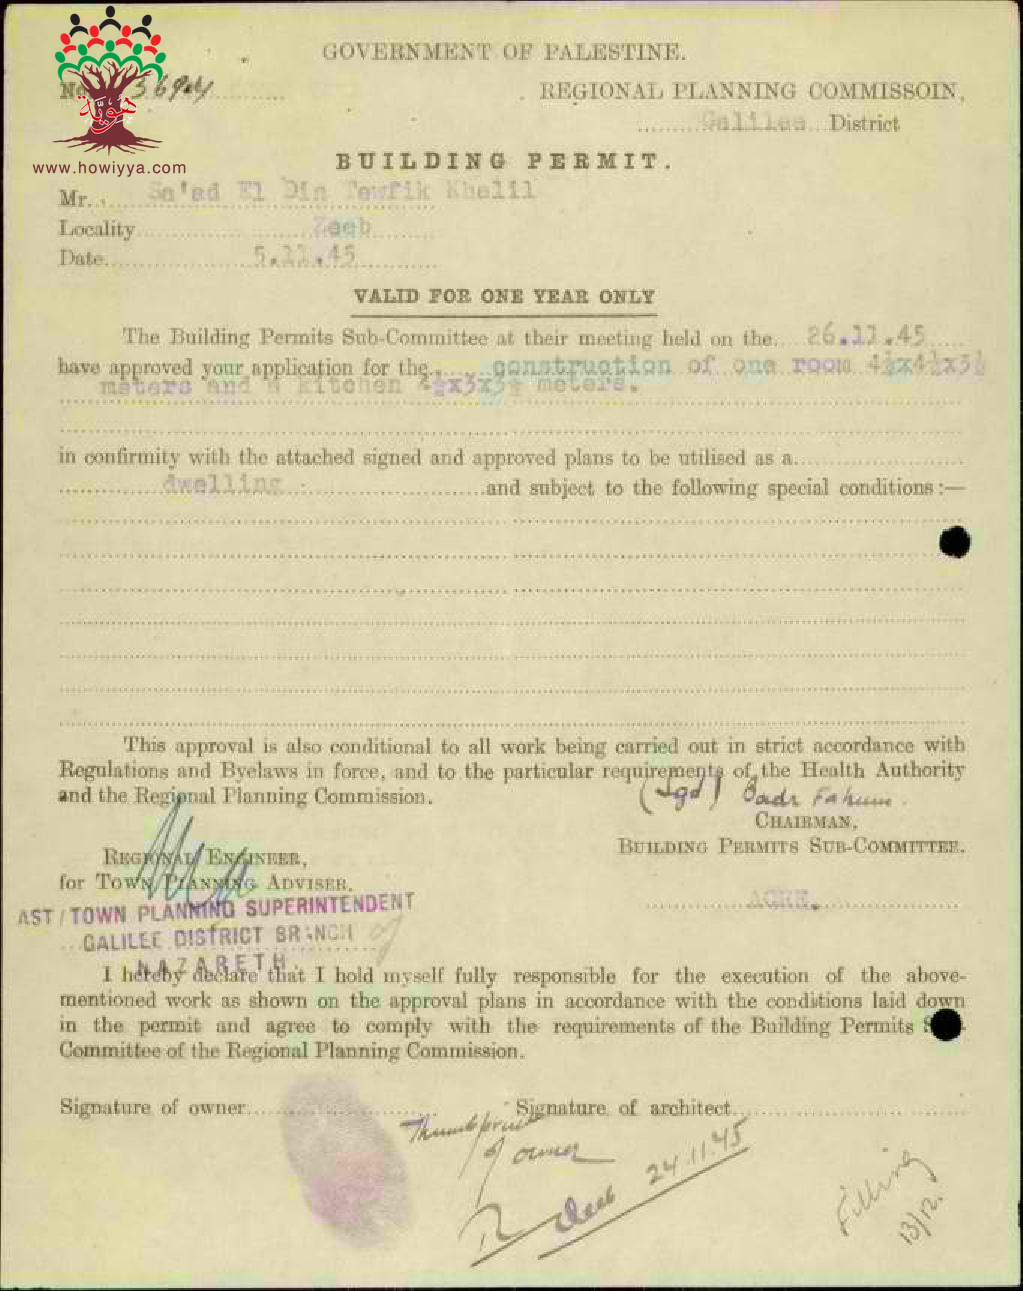 GOVERNMENT OF PALESTINE.
No. 36944
هوية
www.howiyya.com
REGIONAL PLANNING COMMISSOIN,
Galilee District
BUILDING PERMIT.
Mr. Sa'ad El Din Tewfik Khalil
Locality Zeeb
Date 5.11.45
VALID FOR ONE YEAR ONLY
The Building Permits Sub-Committee at their meeting held on the 26.11.45
have approved your application for the construction of one room 4½x4½x3½
meters and a kitchen 4½x3x3½ meters.
in confirmity with the attached signed and approved plans to be utilised as a
dwelling and subject to the following special conditions :—
This approval is also conditional to all work being carried out in strict accordance with
Regulations and Byelaws in force, and to the particular requirements of the Health Authority
and the Regional Planning Commission.
(Sgd) Badr Fahum.
CHAIRMAN,
BUILDING PERMITS SUB-COMMITTEE.
ACRE.
REGIONAL ENGINEER,
for TOWN PLANNING ADVISER.
AST/TOWN PLANNING SUPERINTENDENT
GALILEE DISTRICT BRANCH
NAZARETH.
I hereby declare that I hold myself fully responsible for the execution of the above-
mentioned work as shown on the approval plans in accordance with the conditions laid down
in the permit and agree to comply with the requirements of the Building Permits
Committee of the Regional Planning Commission.
Signature of owner Signature of architect
Thumbprint
of owner
24.11.45
Filling
13/12.